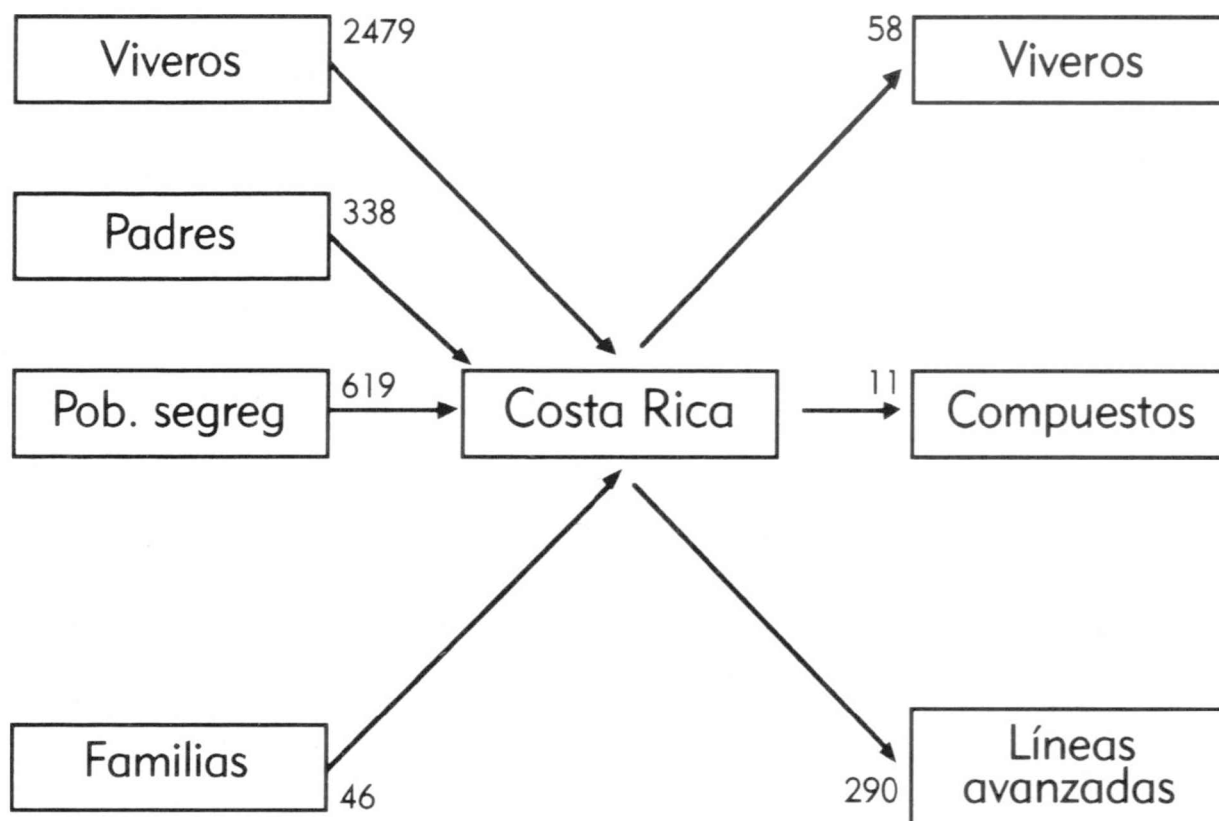 Viveros
2479
58
Viveros
Padres
338
Pob. segreg
619
Costa Rica
11
Compuestos
Familias
46
290
Líneas
avanzadas